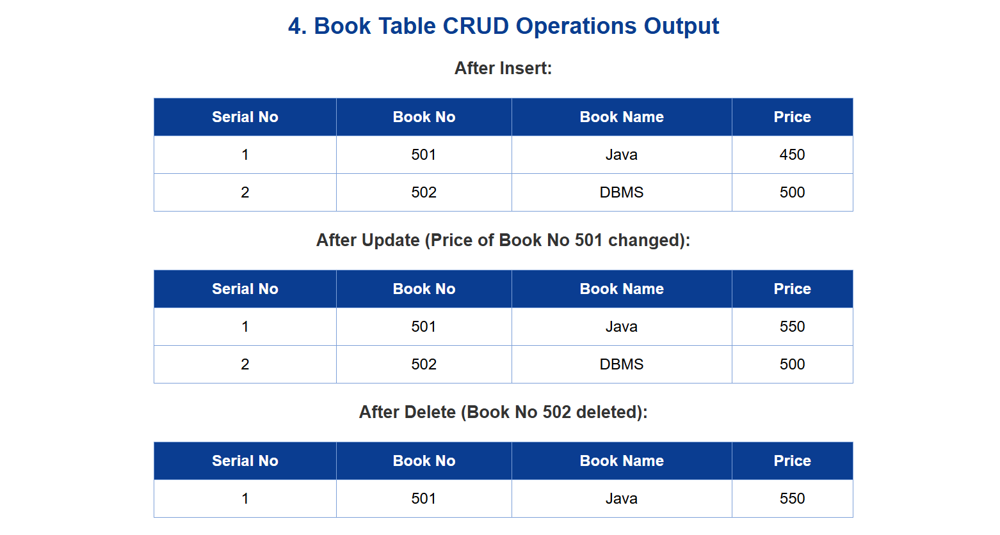 4. Book Table CRUD Operations Output
After Insert:
Serial No Book No Book Name Price
1 501 Java 450
2 502 DBMS 500
After Update (Price of Book No 501 changed):
Serial No Book No Book Name Price
1 501 Java 550
2 502 DBMS 500
After Delete (Book No 502 deleted):
Serial No Book No Book Name Price
1 501 Java 550